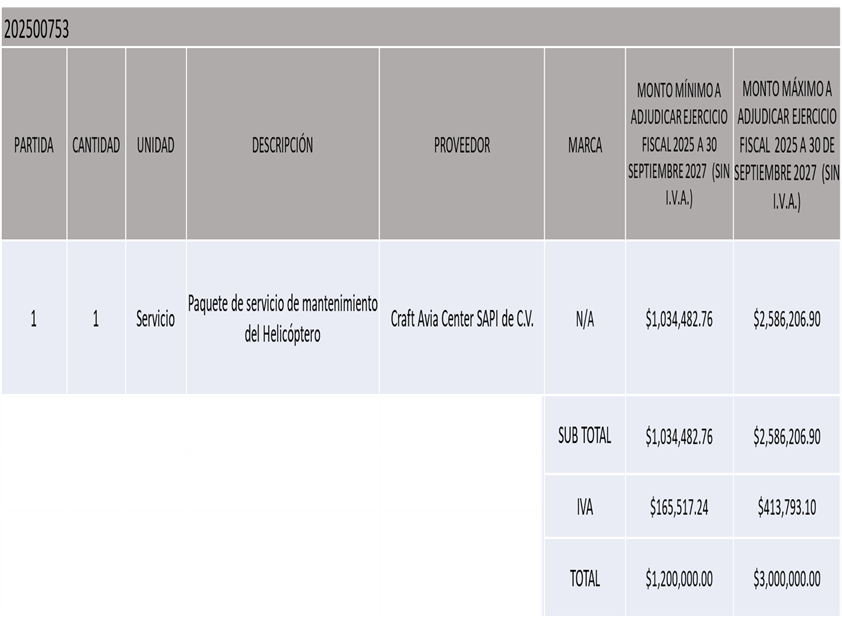 202500753
PARTIDA
CANTIDAD
UNIDAD
DESCRIPCIÓN
PROVEEDOR
MARCA
MONTO MÍNIMO A
ADJUDICAR EJERCICIO
FISCAL 2025 A 30
SEPTIEMBRE 2027 (SIN
I.V.A.)
MONTO MÁXIMO A
ADJUDICAR EJERCICIO
FISCAL 2025 A 30 DE
SEPTIEMBRE 2027 (SIN
I.V.A.)
1
1
Servicio
Paquete de servicio de mantenimiento
del Helicóptero
Craft Avia Center SAPI de C.V.
N/A
$1,034,482.76
$2,586,206.90
SUB TOTAL
$1,034,482.76
$2,586,206.90
IVA
$165,517.24
$413,793.10
TOTAL
$1,200,000.00
$3,000,000.00